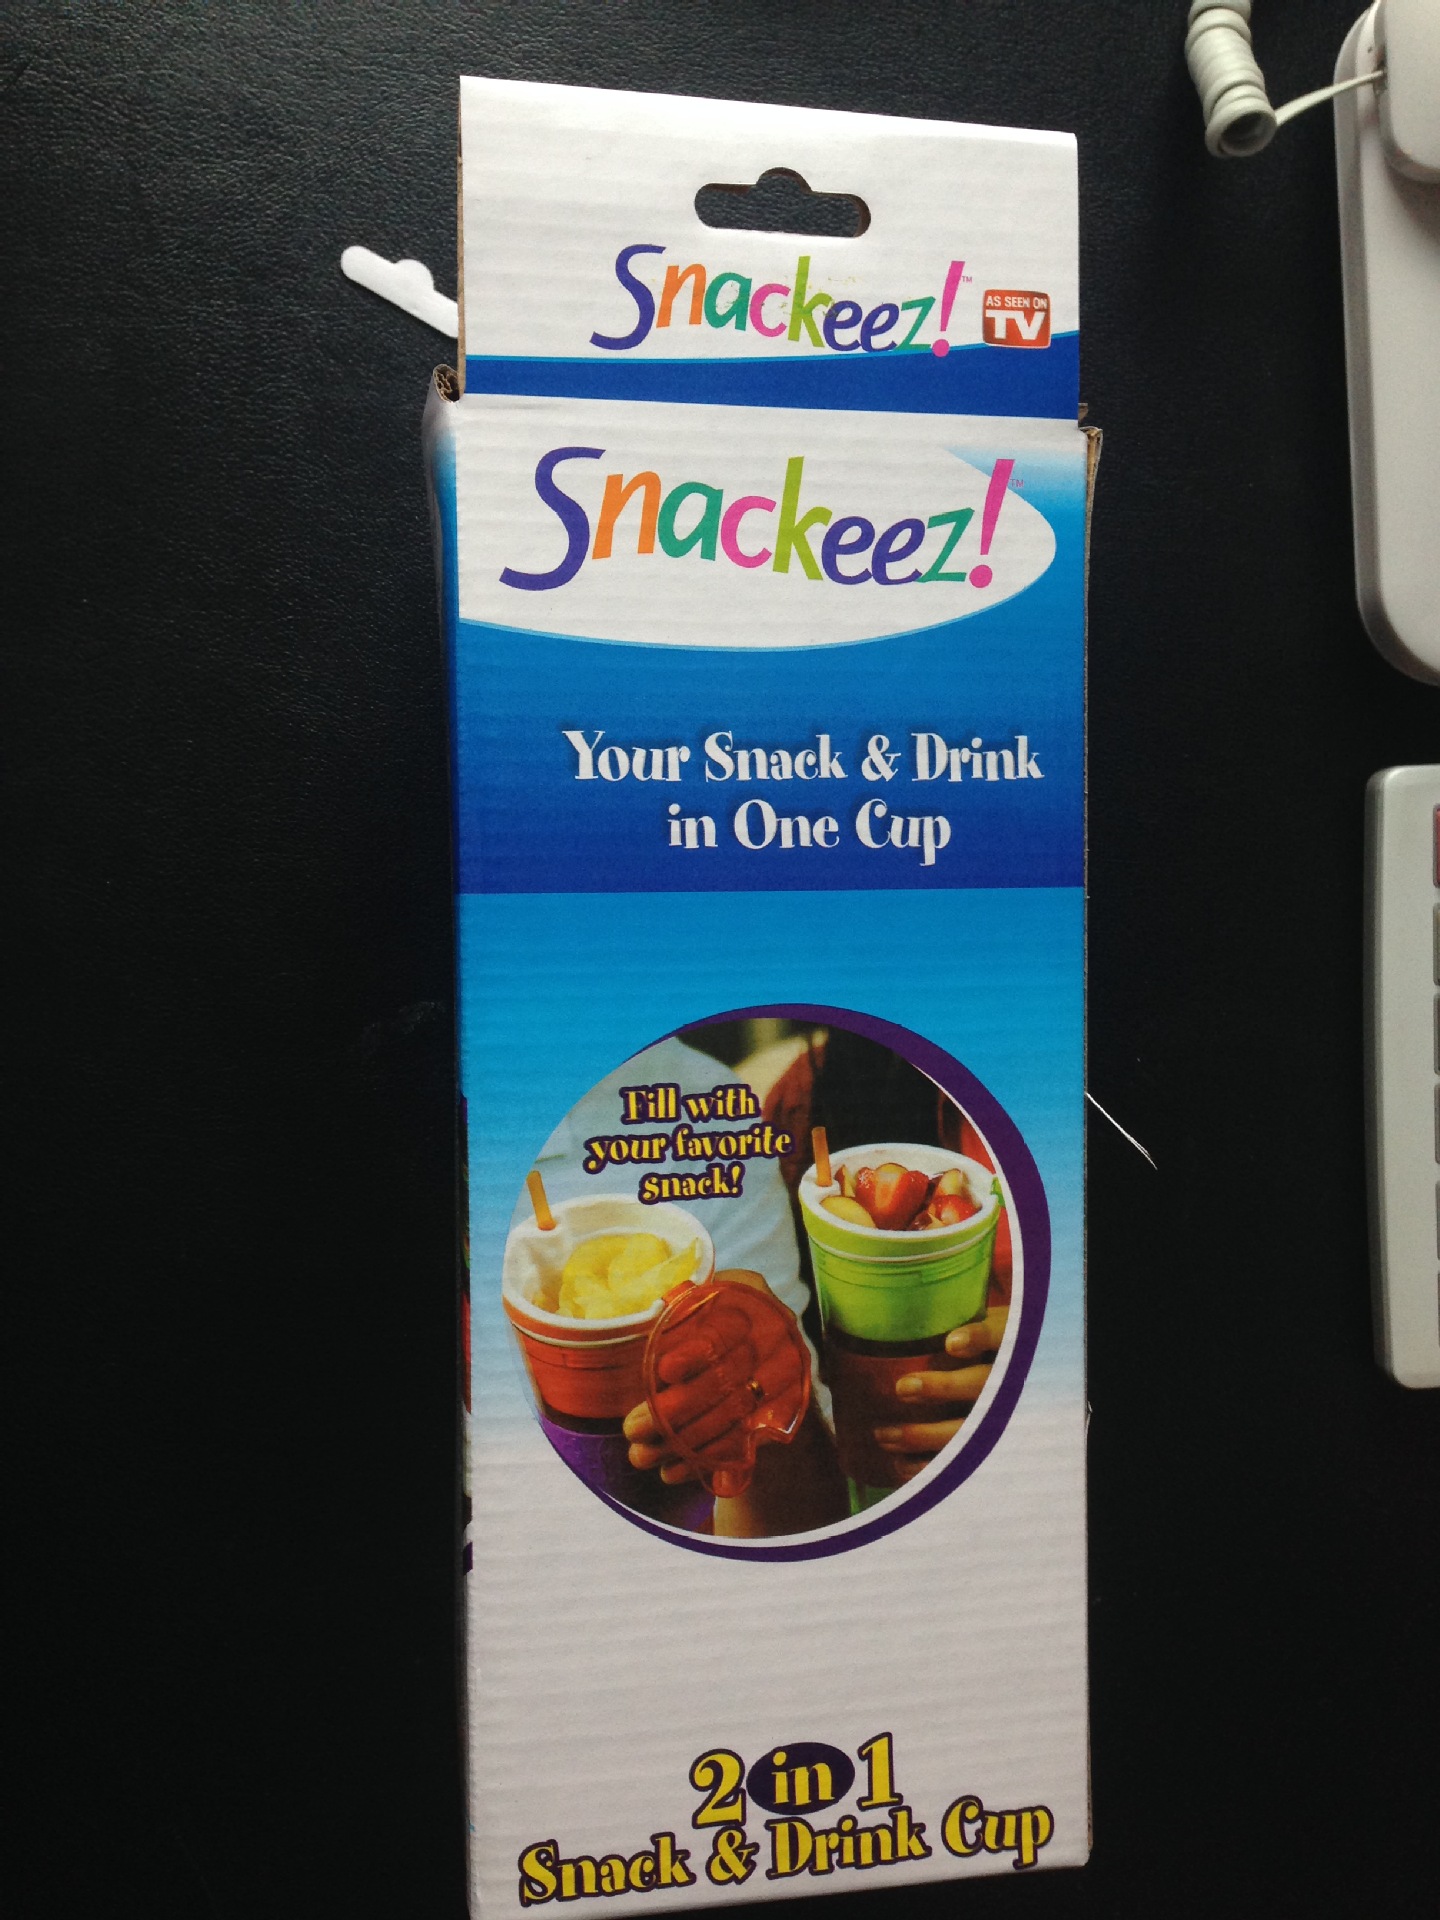 Snackeez!™
AS SEEN ON
TV
Snackeez!™
Your Snack & Drink
in One Cup
Fill with
your favorite
snack!
2 in 1
Snack & Drink Cup